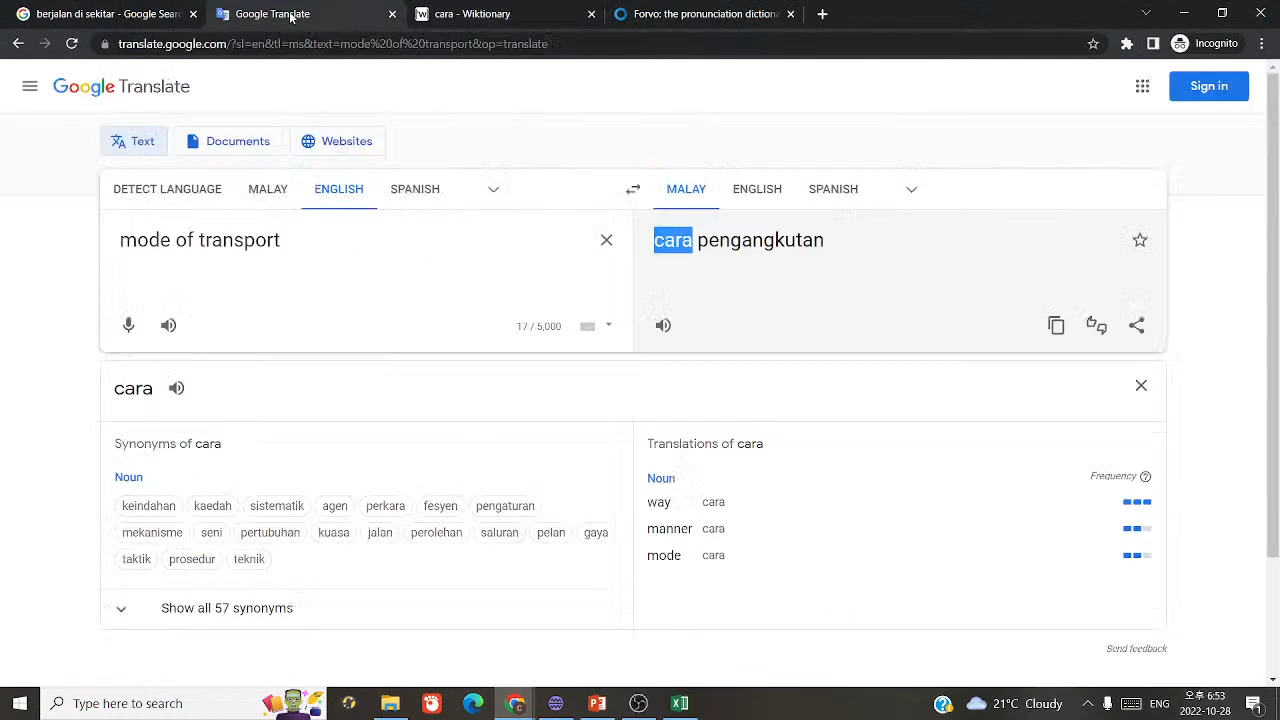 berjalan di sekitar - Google Searc
Google Translate
cara - Wiktionary
Forvo: the pronunciation dictiona
translate.google.com/?sl=en&tl=ms&text=mode%20of%20transport&op=translate
Incognito
Google Translate
Sign in
Text
Documents
Websites
DETECT LANGUAGE
MALAY
ENGLISH
SPANISH
MALAY
ENGLISH
SPANISH
mode of transport
cara pengangkutan
17 / 5,000
cara
Synonyms of cara
Translations of cara
Noun
Noun
Frequency
keindahan kaedah sistematik agen perkara fesyen pengaturan
way cara
mekanisme seni pertubuhan kuasa jalan perolehan saluran pelan gaya
manner cara
taktik prosedur teknik
mode cara
Show all 57 synonyms
Send feedback
Type here to search
21°C Cloudy
ENG
오후 6:53
2022-10-28